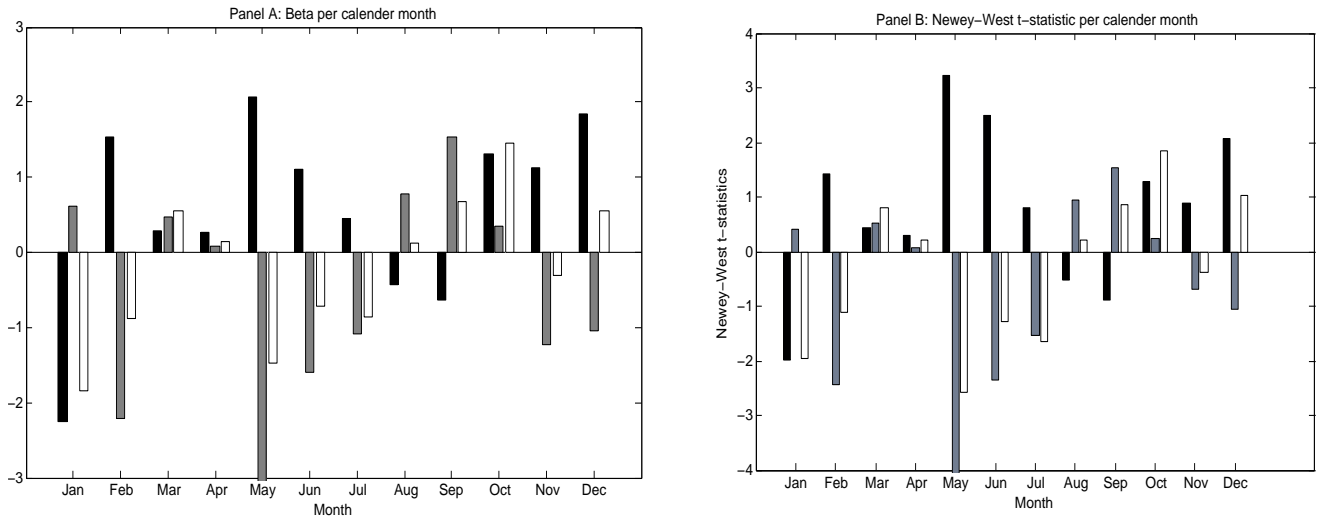 Panel A: Beta per calender month
3
2
1
0
−1
−2
−3
Jan Feb Mar Apr May Jun Jul Aug Sep Oct Nov Dec
Month
Panel B: Newey−West t−statistic per calender month
Newey−West t−statistics
4
3
2
1
0
−1
−2
−3
−4
Jan Feb Mar Apr May Jun Jul Aug Sep Oct Nov Dec
Month